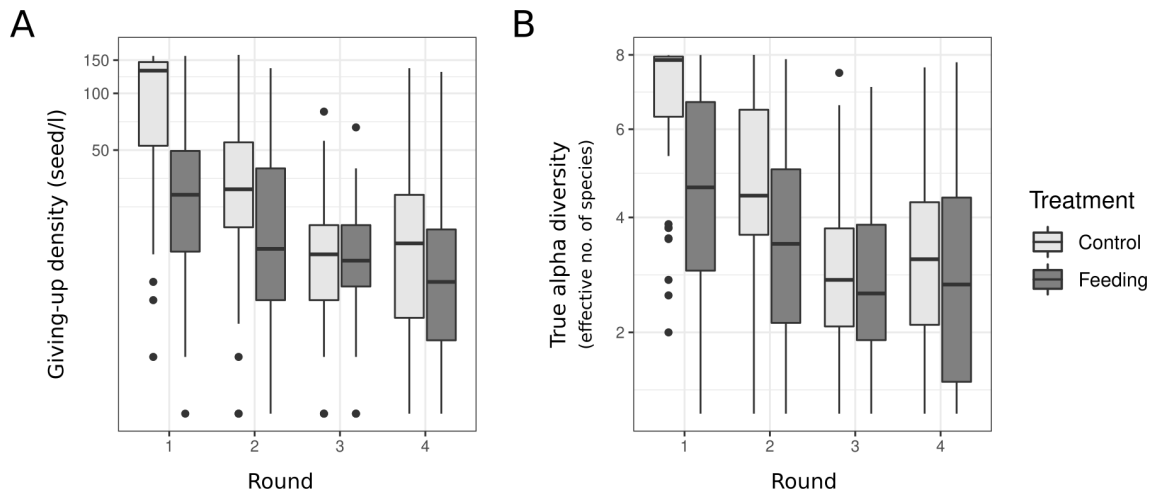 A
Giving-up density (seed/l)
150
100
50
1 2 3 4
Round
B
True alpha diversity
(effective no. of species)
8
6
4
2
1 2 3 4
Round
Treatment
Control
Feeding